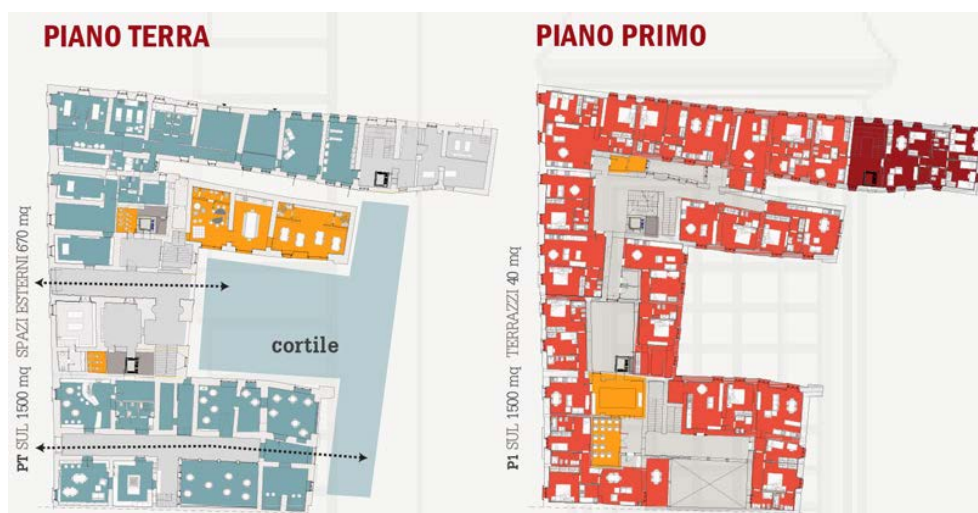 PIANO TERRA
PIANO PRIMO
PT SUL 1500 mq SPAZI ESTERNI 670 mq
cortile
P1 SUL 1500 mq TERRAZZI 40 mq